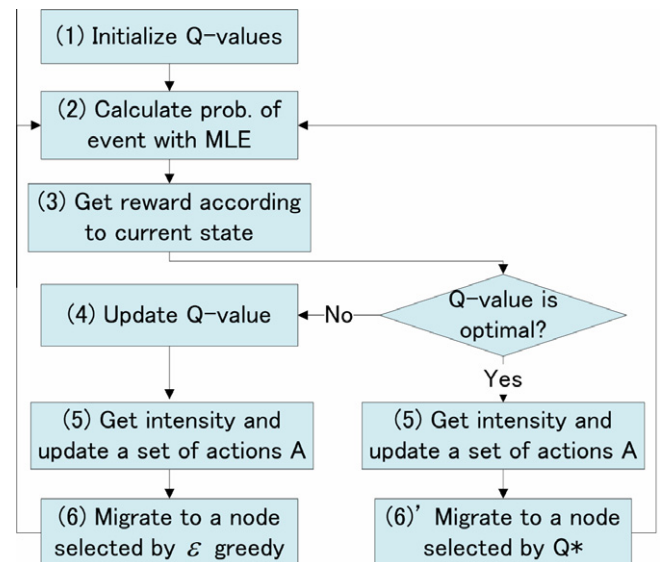 (1) Initialize Q-values
(2) Calculate prob. of
event with MLE
(3) Get reward according
to current state
Q-value is
optimal?
No
(4) Update Q-value
Yes
(5) Get intensity and
update a set of actions A
(6) Migrate to a node
selected by ε greedy
(5) Get intensity and
update a set of actions A
(6)' Migrate to a node
selected by Q*